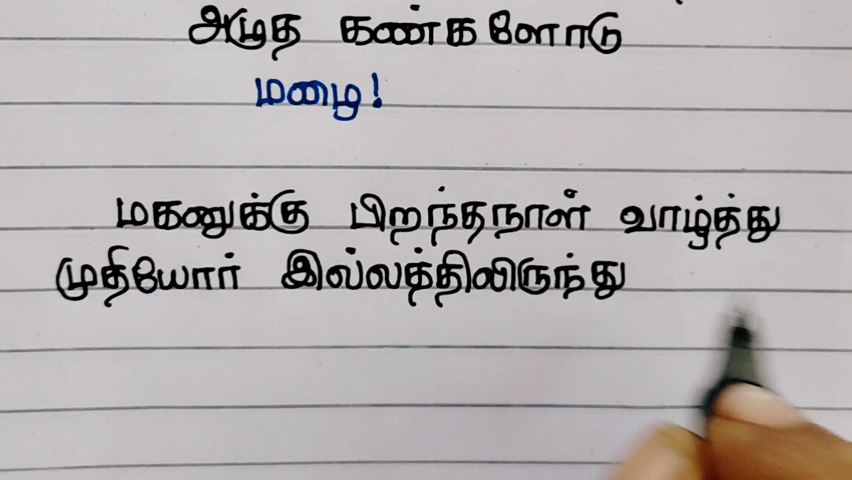 அழுத கண்களோடு
மழை!
மகனுக்கு பிறந்தநாள் வாழ்த்து
முதியோர் இல்லத்திலிருந்து